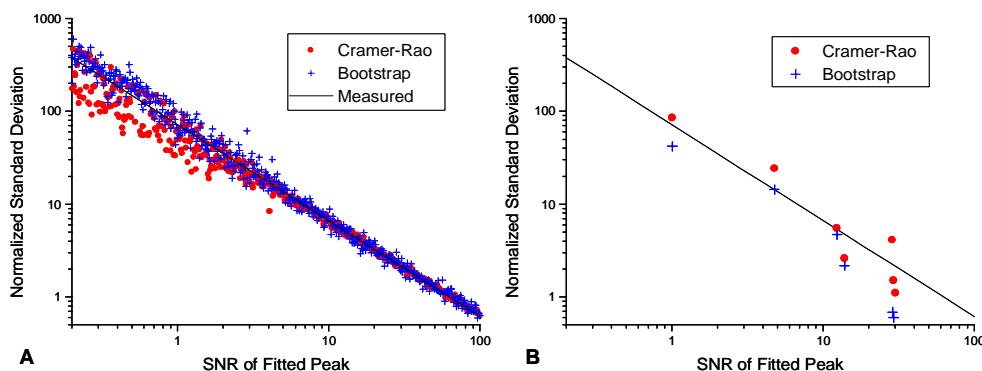 1000
100
10
1
Normalized Standard Deviation
Cramer-Rao
Bootstrap
Measured
1 10 100
SNR of Fitted Peak
A
1000
100
10
1
Normalized Standard Deviation
Cramer-Rao
Bootstrap
1 10 100
SNR of Fitted Peak
B